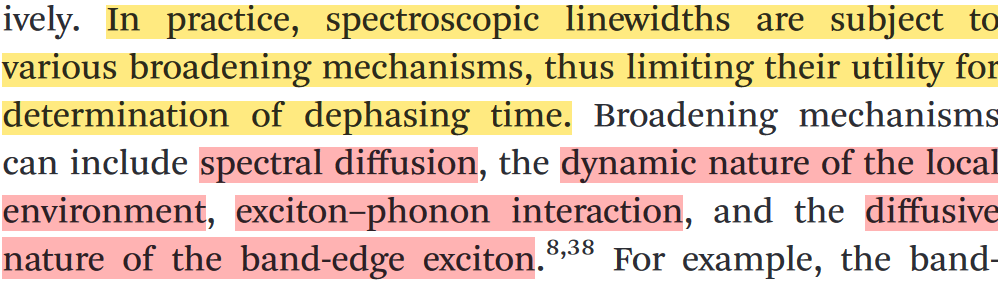 ively. In practice, spectroscopic linewidths are subject to
various broadening mechanisms, thus limiting their utility for
determination of dephasing time. Broadening mechanisms
can include spectral diffusion, the dynamic nature of the local
environment, exciton–phonon interaction, and the diffusive
nature of the band-edge exciton.8,38 For example, the band-